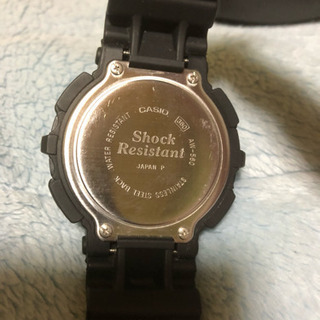 CASIO
Shock
Resistant
JAPAN P
WATER RESISTANT
STAINLESS STEEL BACK